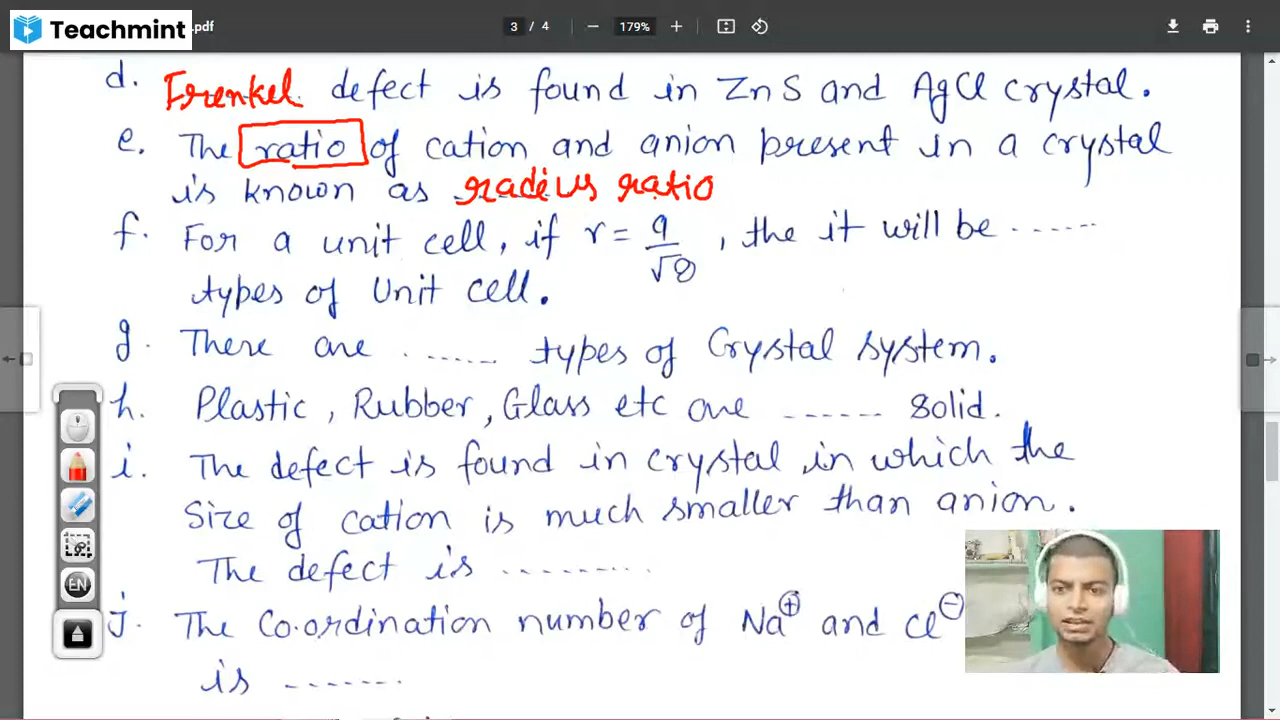 Teachmint
.pdf
3 / 4
179%
d. Frenkel defect is found in ZnS and AgCl crystal.
e. The ratio of cation and anion present in a crystal
is known as radius ratio
f. For a unit cell, if r = a/√8, the it will be ......
types of Unit cell.
g. There are ...... types of Crystal system.
h. Plastic, Rubber, Glass etc are ...... solid.
i. The defect is found in crystal in which the
Size of cation is much smaller than anion.
The defect is .........
EN
j. The Co.ordination number of Na⊕ and Cl⊖
is .......